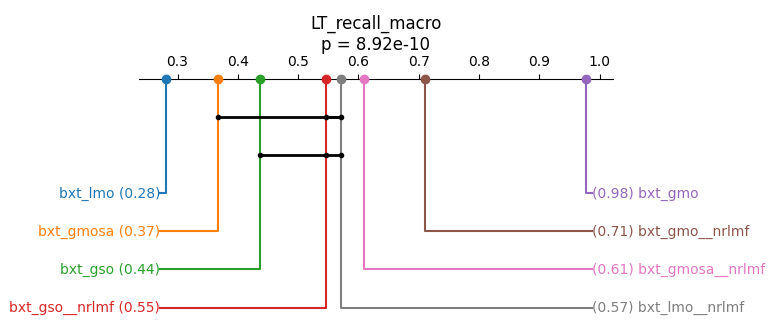 LT_recall_macro
p = 8.92e-10
0.3 0.4 0.5 0.6 0.7 0.8 0.9 1.0
bxt_lmo (0.28) (0.98) bxt_gmo
bxt_gmosa (0.37) (0.71) bxt_gmo__nrlmf
bxt_gso (0.44) (0.61) bxt_gmosa__nrlmf
bxt_gso__nrlmf (0.55) (0.57) bxt_lmo__nrlmf